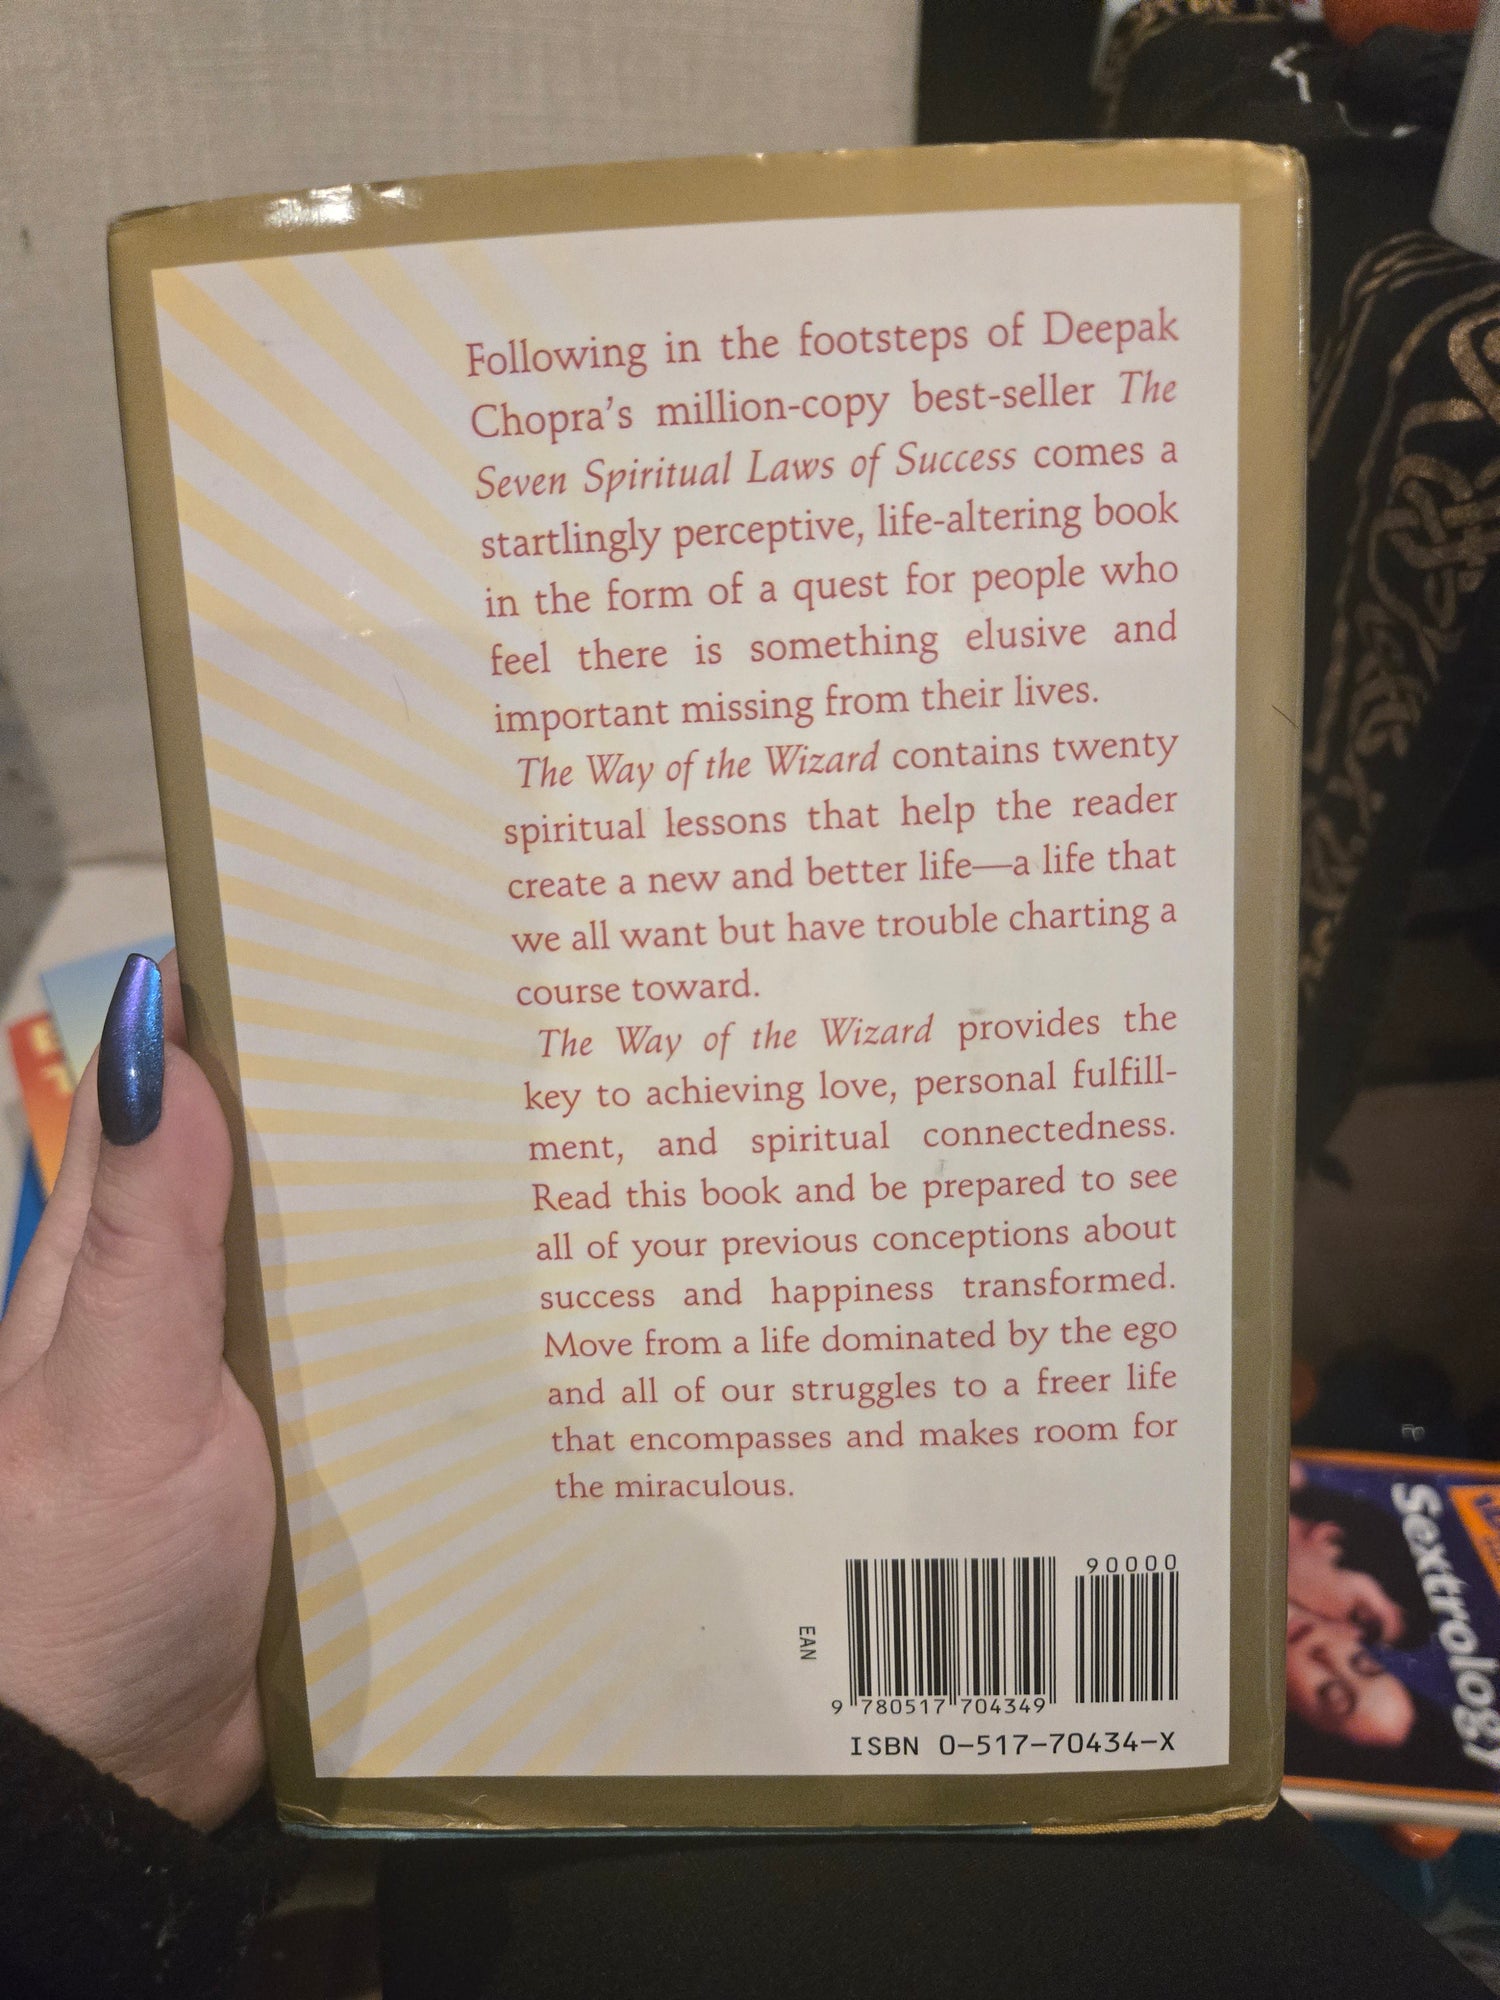 Following in the footsteps of Deepak
Chopra's million-copy best-seller The
Seven Spiritual Laws of Success comes a
startlingly perceptive, life-altering book
in the form of a quest for people who
feel there is something elusive and
important missing from their lives.
The Way of the Wizard contains twenty
spiritual lessons that help the reader
create a new and better life—a life that
we all want but have trouble charting a
course toward.
The Way of the Wizard provides the
key to achieving love, personal fulfill-
ment, and spiritual connectedness.
Read this book and be prepared to see
all of your previous conceptions about
success and happiness transformed.
Move from a life dominated by the ego
and all of our struggles to a freer life
that encompasses and makes room for
the miraculous.
90000
EAN
9 780517 704349
ISBN 0-517-70434-X
Sextrology